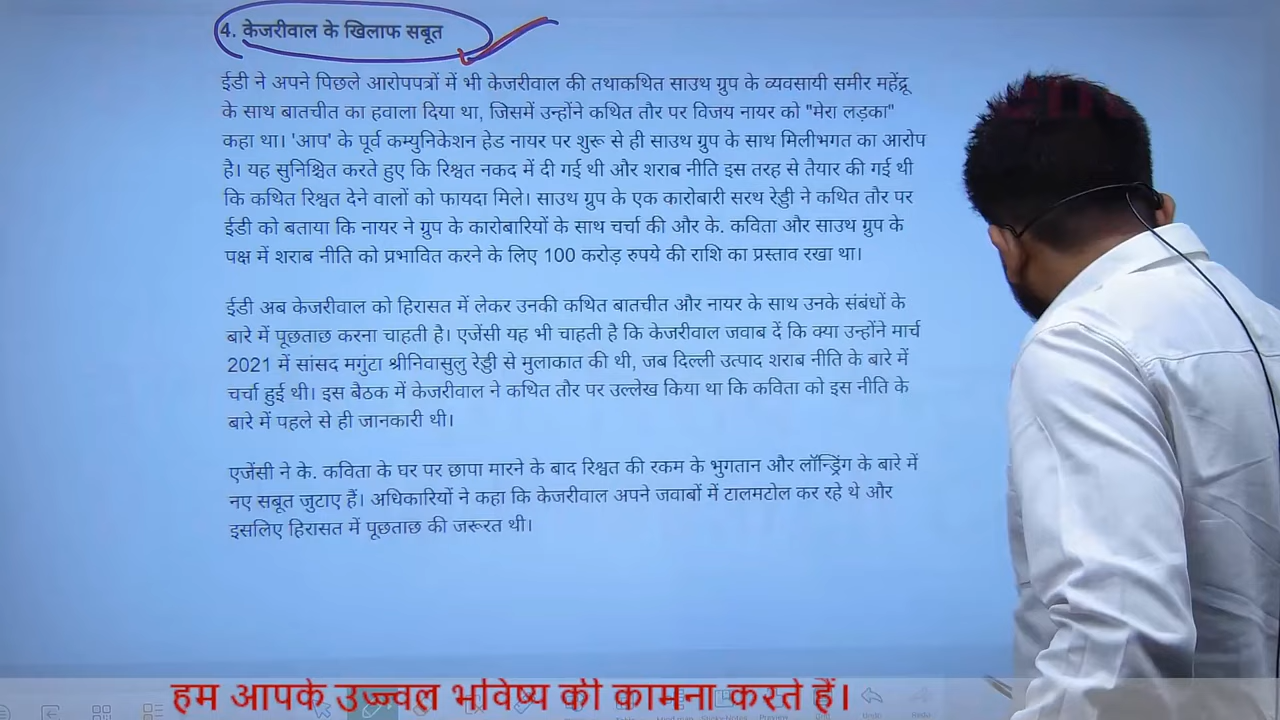 4. केजरीवाल के खिलाफ सबूत
ईडी ने अपने पिछले आरोपपत्रों में भी केजरीवाल की तथाकथित साउथ ग्रुप के व्यवसायी समीर महेंद्रू
के साथ बातचीत का हवाला दिया था, जिसमें उन्होंने कथित तौर पर विजय नायर को "मेरा लड़का"
कहा था। 'आप' के पूर्व कम्युनिकेशन हेड नायर पर शुरू से ही साउथ ग्रुप के साथ मिलीभगत का आरोप
है। यह सुनिश्चित करते हुए कि रिश्वत नकद में दी गई थी और शराब नीति इस तरह से तैयार की गई थी
कि कथित रिश्वत देने वालों को फायदा मिले। साउथ ग्रुप के एक कारोबारी सरथ रेड्डी ने कथित तौर पर
ईडी को बताया कि नायर ने ग्रुप के कारोबारियों के साथ चर्चा की और के. कविता और साउथ ग्रुप के
पक्ष में शराब नीति को प्रभावित करने के लिए 100 करोड़ रुपये की राशि का प्रस्ताव रखा था।
ईडी अब केजरीवाल को हिरासत में लेकर उनकी कथित बातचीत और नायर के साथ उनके संबंधों के
बारे में पूछताछ करना चाहती है। एजेंसी यह भी चाहती है कि केजरीवाल जवाब दें कि क्या उन्होंने मार्च
2021 में सांसद मगुंटा श्रीनिवासुलु रेड्डी से मुलाकात की थी, जब दिल्ली उत्पाद शराब नीति के बारे में
चर्चा हुई थी। इस बैठक में केजरीवाल ने कथित तौर पर उल्लेख किया था कि कविता को इस नीति के
बारे में पहले से ही जानकारी थी।
एजेंसी ने के. कविता के घर पर छापा मारने के बाद रिश्वत की रकम के भुगतान और लॉन्ड्रिंग के बारे में
नए सबूत जुटाए हैं। अधिकारियों ने कहा कि केजरीवाल अपने जवाबों में टालमटोल कर रहे थे और
इसलिए हिरासत में पूछताछ की जरूरत थी।
हम आपके उज्ज्वल भविष्य की कामना करते हैं।